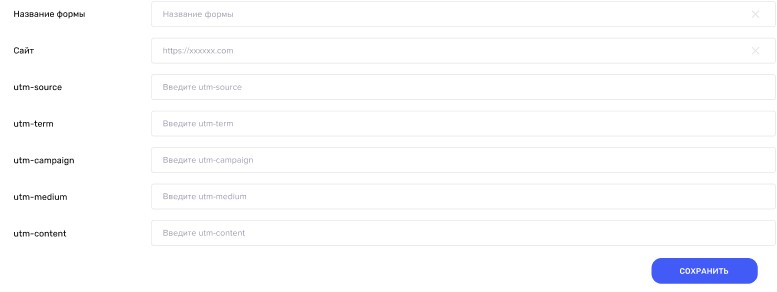 Название формы
Название формы
Сайт
https://xxxxxx.com
utm-source
Введите utm-source
utm-term
Введите utm-term
utm-campaign
Введите utm-campaign
utm-medium
Введите utm-medium
utm-content
Введите utm-content
СОХРАНИТЬ